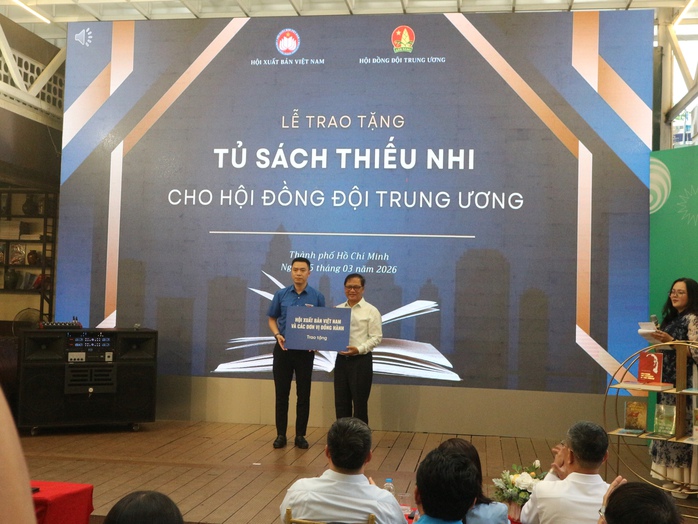 HỘI XUẤT BẢN VIỆT NAM
HỘI ĐỒNG ĐỘI TRUNG ƯƠNG
LỄ TRAO TẶNG
TỦ SÁCH THIẾU NHI
CHO HỘI ĐỒNG ĐỘI TRUNG ƯƠNG
Thành phố Hồ Chí Minh
5 tháng 03 năm 2026
HỘI XUẤT BẢN VIỆT NAM
VÀ CÁC ĐƠN VỊ ĐỒNG HÀNH
Trao tặng